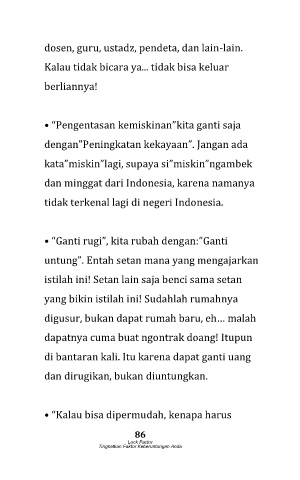 dosen, guru, ustadz, pendeta, dan lain-lain.
Kalau tidak bicara ya... tidak bisa keluar
berliannya!
• “Pengentasan kemiskinan”kita ganti saja
dengan”Peningkatan kekayaan”. Jangan ada
kata”miskin”lagi, supaya si”miskin”ngambek
dan minggat dari Indonesia, karena namanya
tidak terkenal lagi di negeri Indonesia.
• “Ganti rugi”, kita rubah dengan:”Ganti
untung”. Entah setan mana yang mengajarkan
istilah ini! Setan lain saja benci sama setan
yang bikin istilah ini! Sudahlah rumahnya
digusur, bukan dapat rumah baru, eh… malah
dapatnya cuma buat ngontrak doang! Itupun
di bantaran kali. Itu karena dapat ganti uang
dan dirugikan, bukan diuntungkan.
• “Kalau bisa dipermudah, kenapa harus
86
Luck Factor
Tingkatkan Faktor Keberuntungan Anda